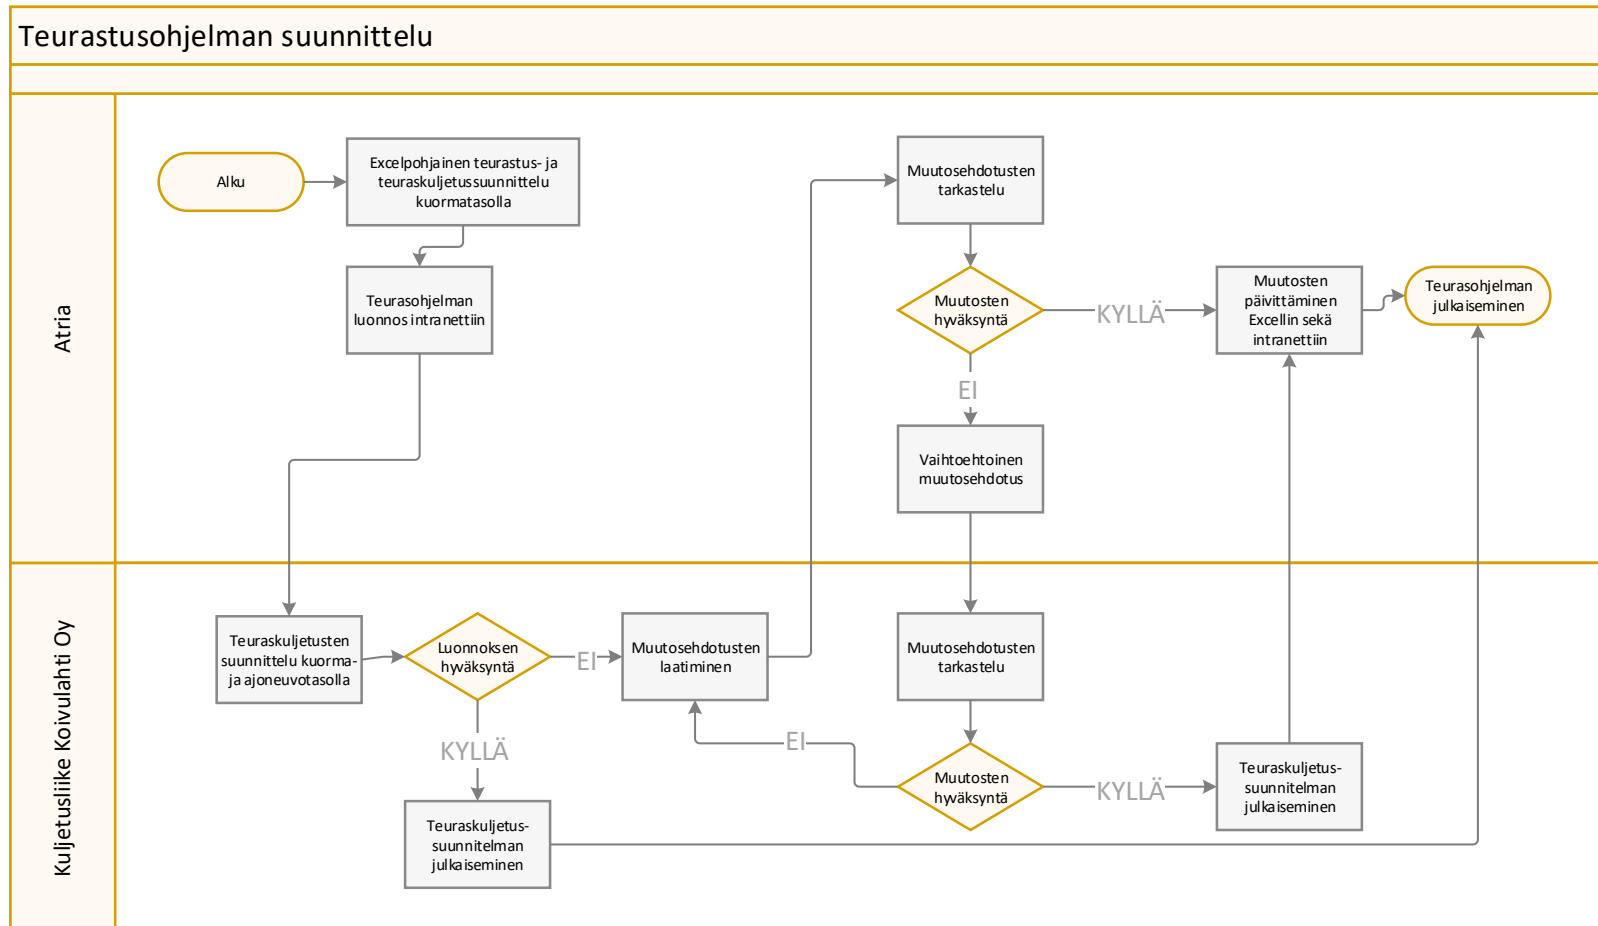 Teurastusohjelman suunnittelu
Atria
Alku
Excelpohjainen teurastus- ja
teuraskuljetussuunnittelu
kuormatasolla
Teurasohjelman
luonnos intranettiin
Muutosehdotusten
tarkastelu
Muutosten
hyväksyntä
KYLLÄ
Muutosten
päivittäminen
Excellin sekä
intranettiin
Teurasohjelman
julkaiseminen
EI
Vaihtoehtoinen
muutosehdotus
Kuljetusliike Koivulahti Oy
Teuraskuljetusten
suunnittelu kuorma-
ja ajoneuvotasolla
Luonnoksen
hyväksyntä
EI
Muutosehdotusten
laatiminen
Muutosehdotusten
tarkastelu
KYLLÄ
EI
Muutosten
hyväksyntä
KYLLÄ
Teuraskuljetus-
suunnitelman
julkaiseminen
Teuraskuljetus-
suunnitelman
julkaiseminen